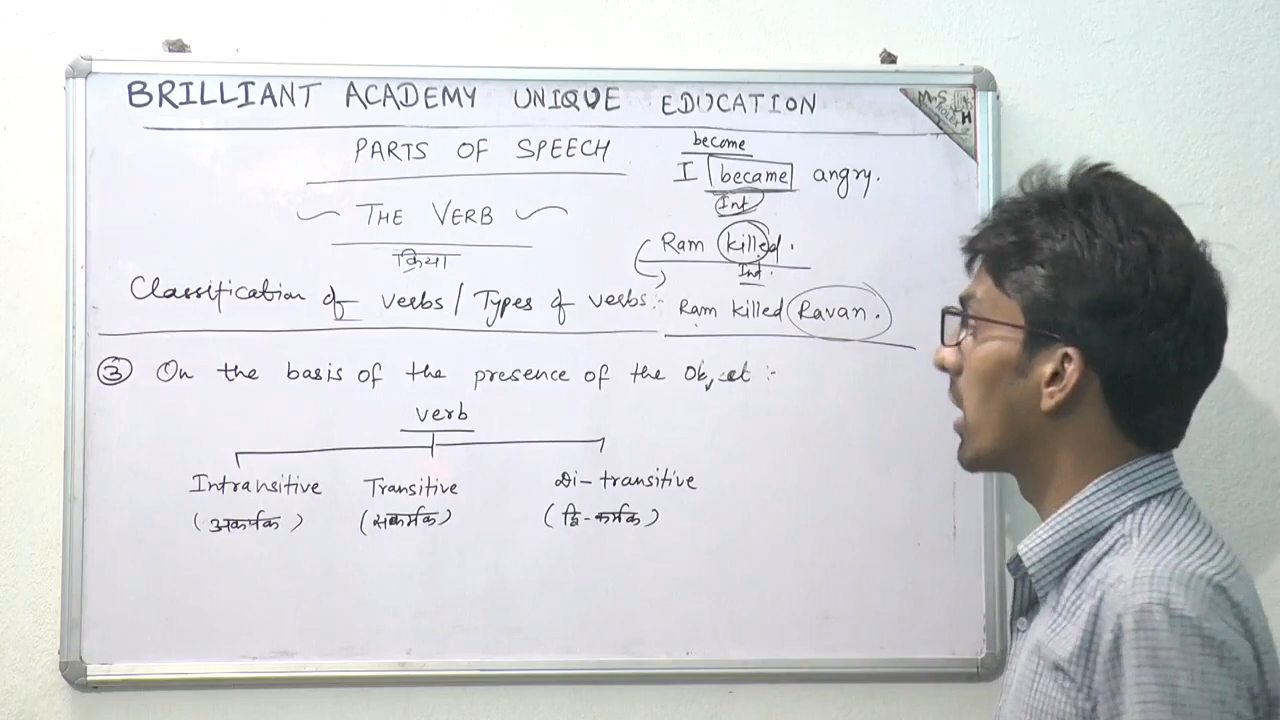 BRILLIANT ACADEMY UNIQUE EDUCATION
PARTS OF SPEECH
become
I became angry.
Int
~ THE VERB ~
Ram killed.
क्रिया
Int.
Classification of verbs / Types of verbs :-
Ram killed Ravan.
③ On the basis of the presence of the Object :-
verb
Intransitive Transitive Di-transitive
(अकर्मक) (सकर्मक) (द्वि-कर्मक)